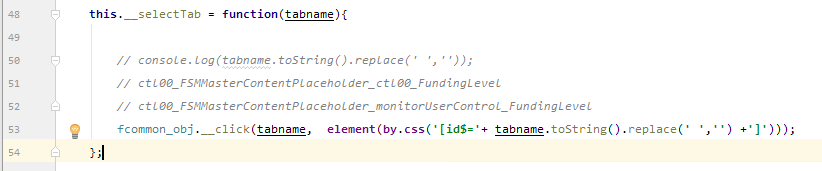 48 this.__selectTab = function(tabname){
49
50 // console.log(tabname.toString().replace(' ',''));
51 // ctl00_FSMMasterContentPlaceholder_ctl00_FundingLevel
52 // ctl00_FSMMasterContentPlaceholder_monitorUserControl_FundingLevel
53 fcommon_obj.__click(tabname,  element(by.css('[id$='+ tabname.toString().replace(' ','') +']')));
54 };